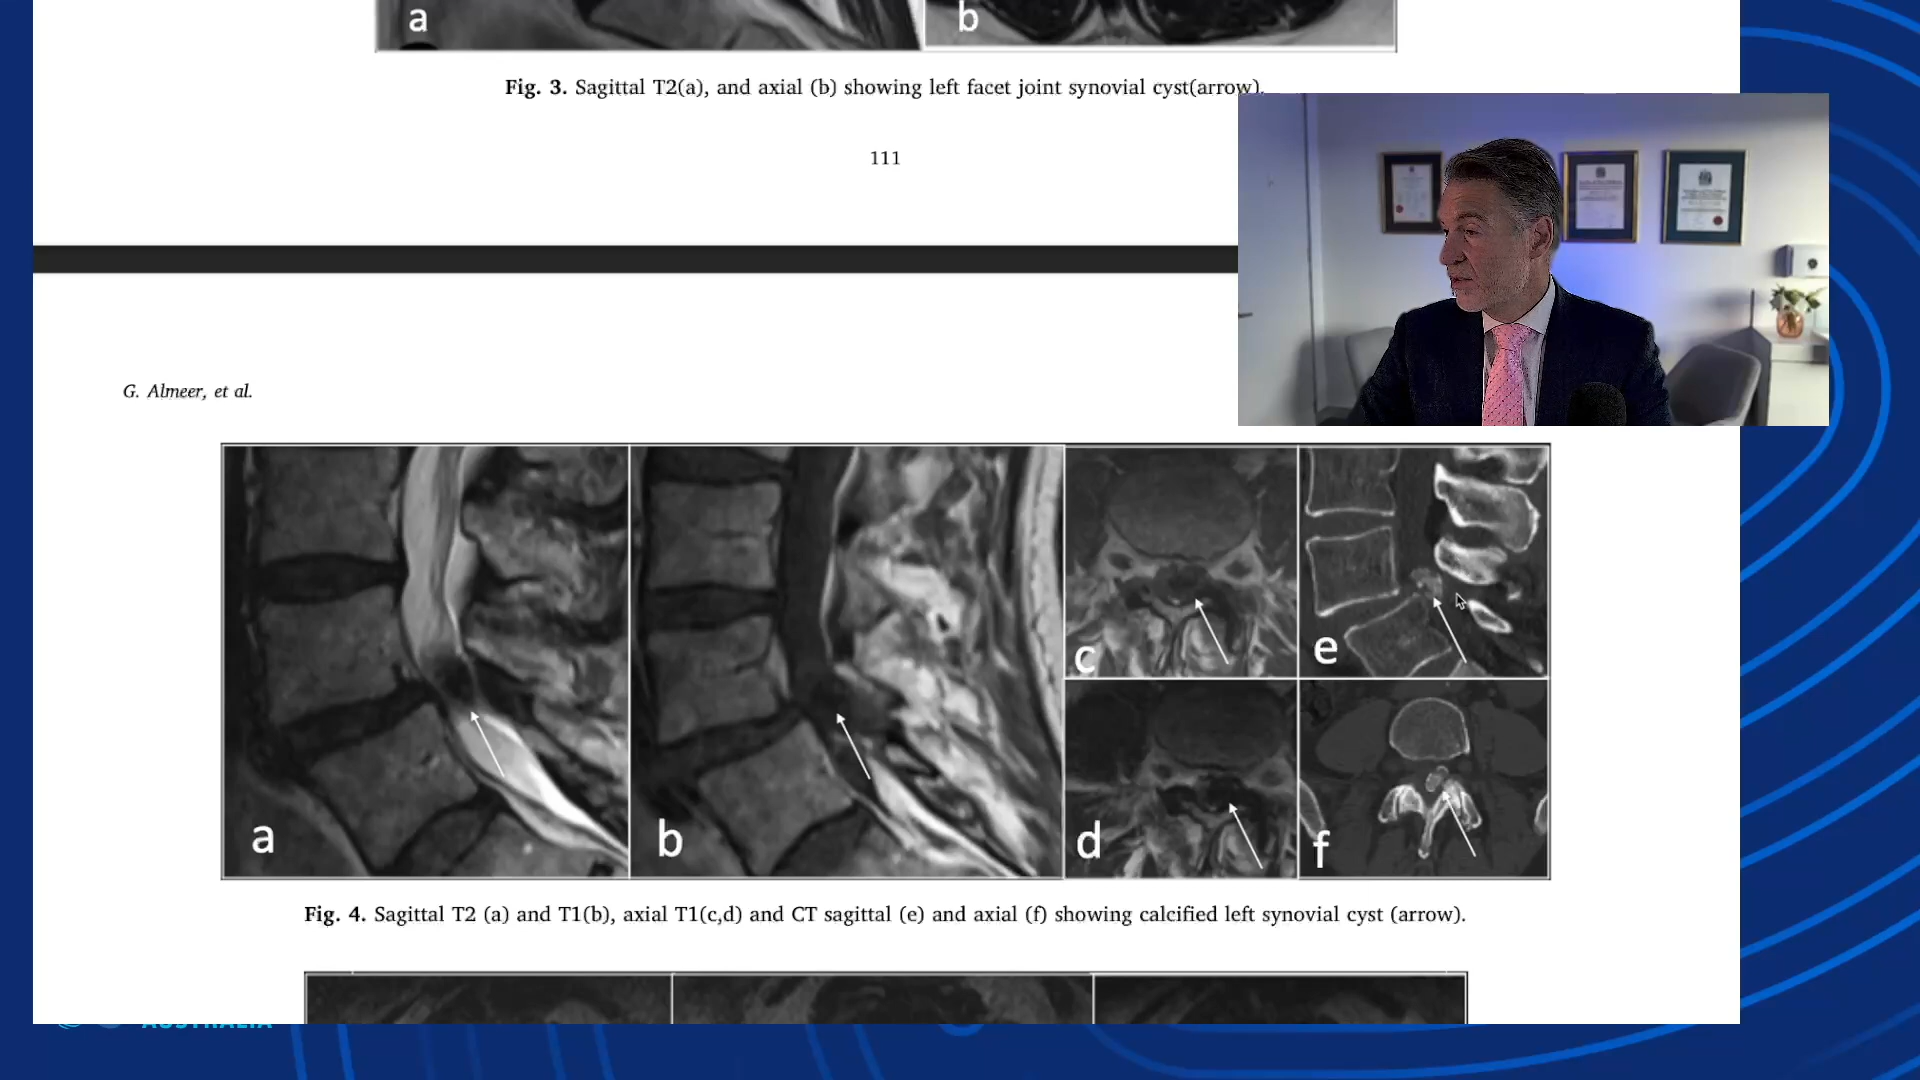 a
b
Fig. 3. Sagittal T2(a), and axial (b) showing left facet joint synovial cyst(arrow).
111
G. Almeer, et al.
a
b
c
d
e
f
Fig. 4. Sagittal T2 (a) and T1(b), axial T1(c,d) and CT sagittal (e) and axial (f) showing calcified left synovial cyst (arrow).
AUSTRALIA